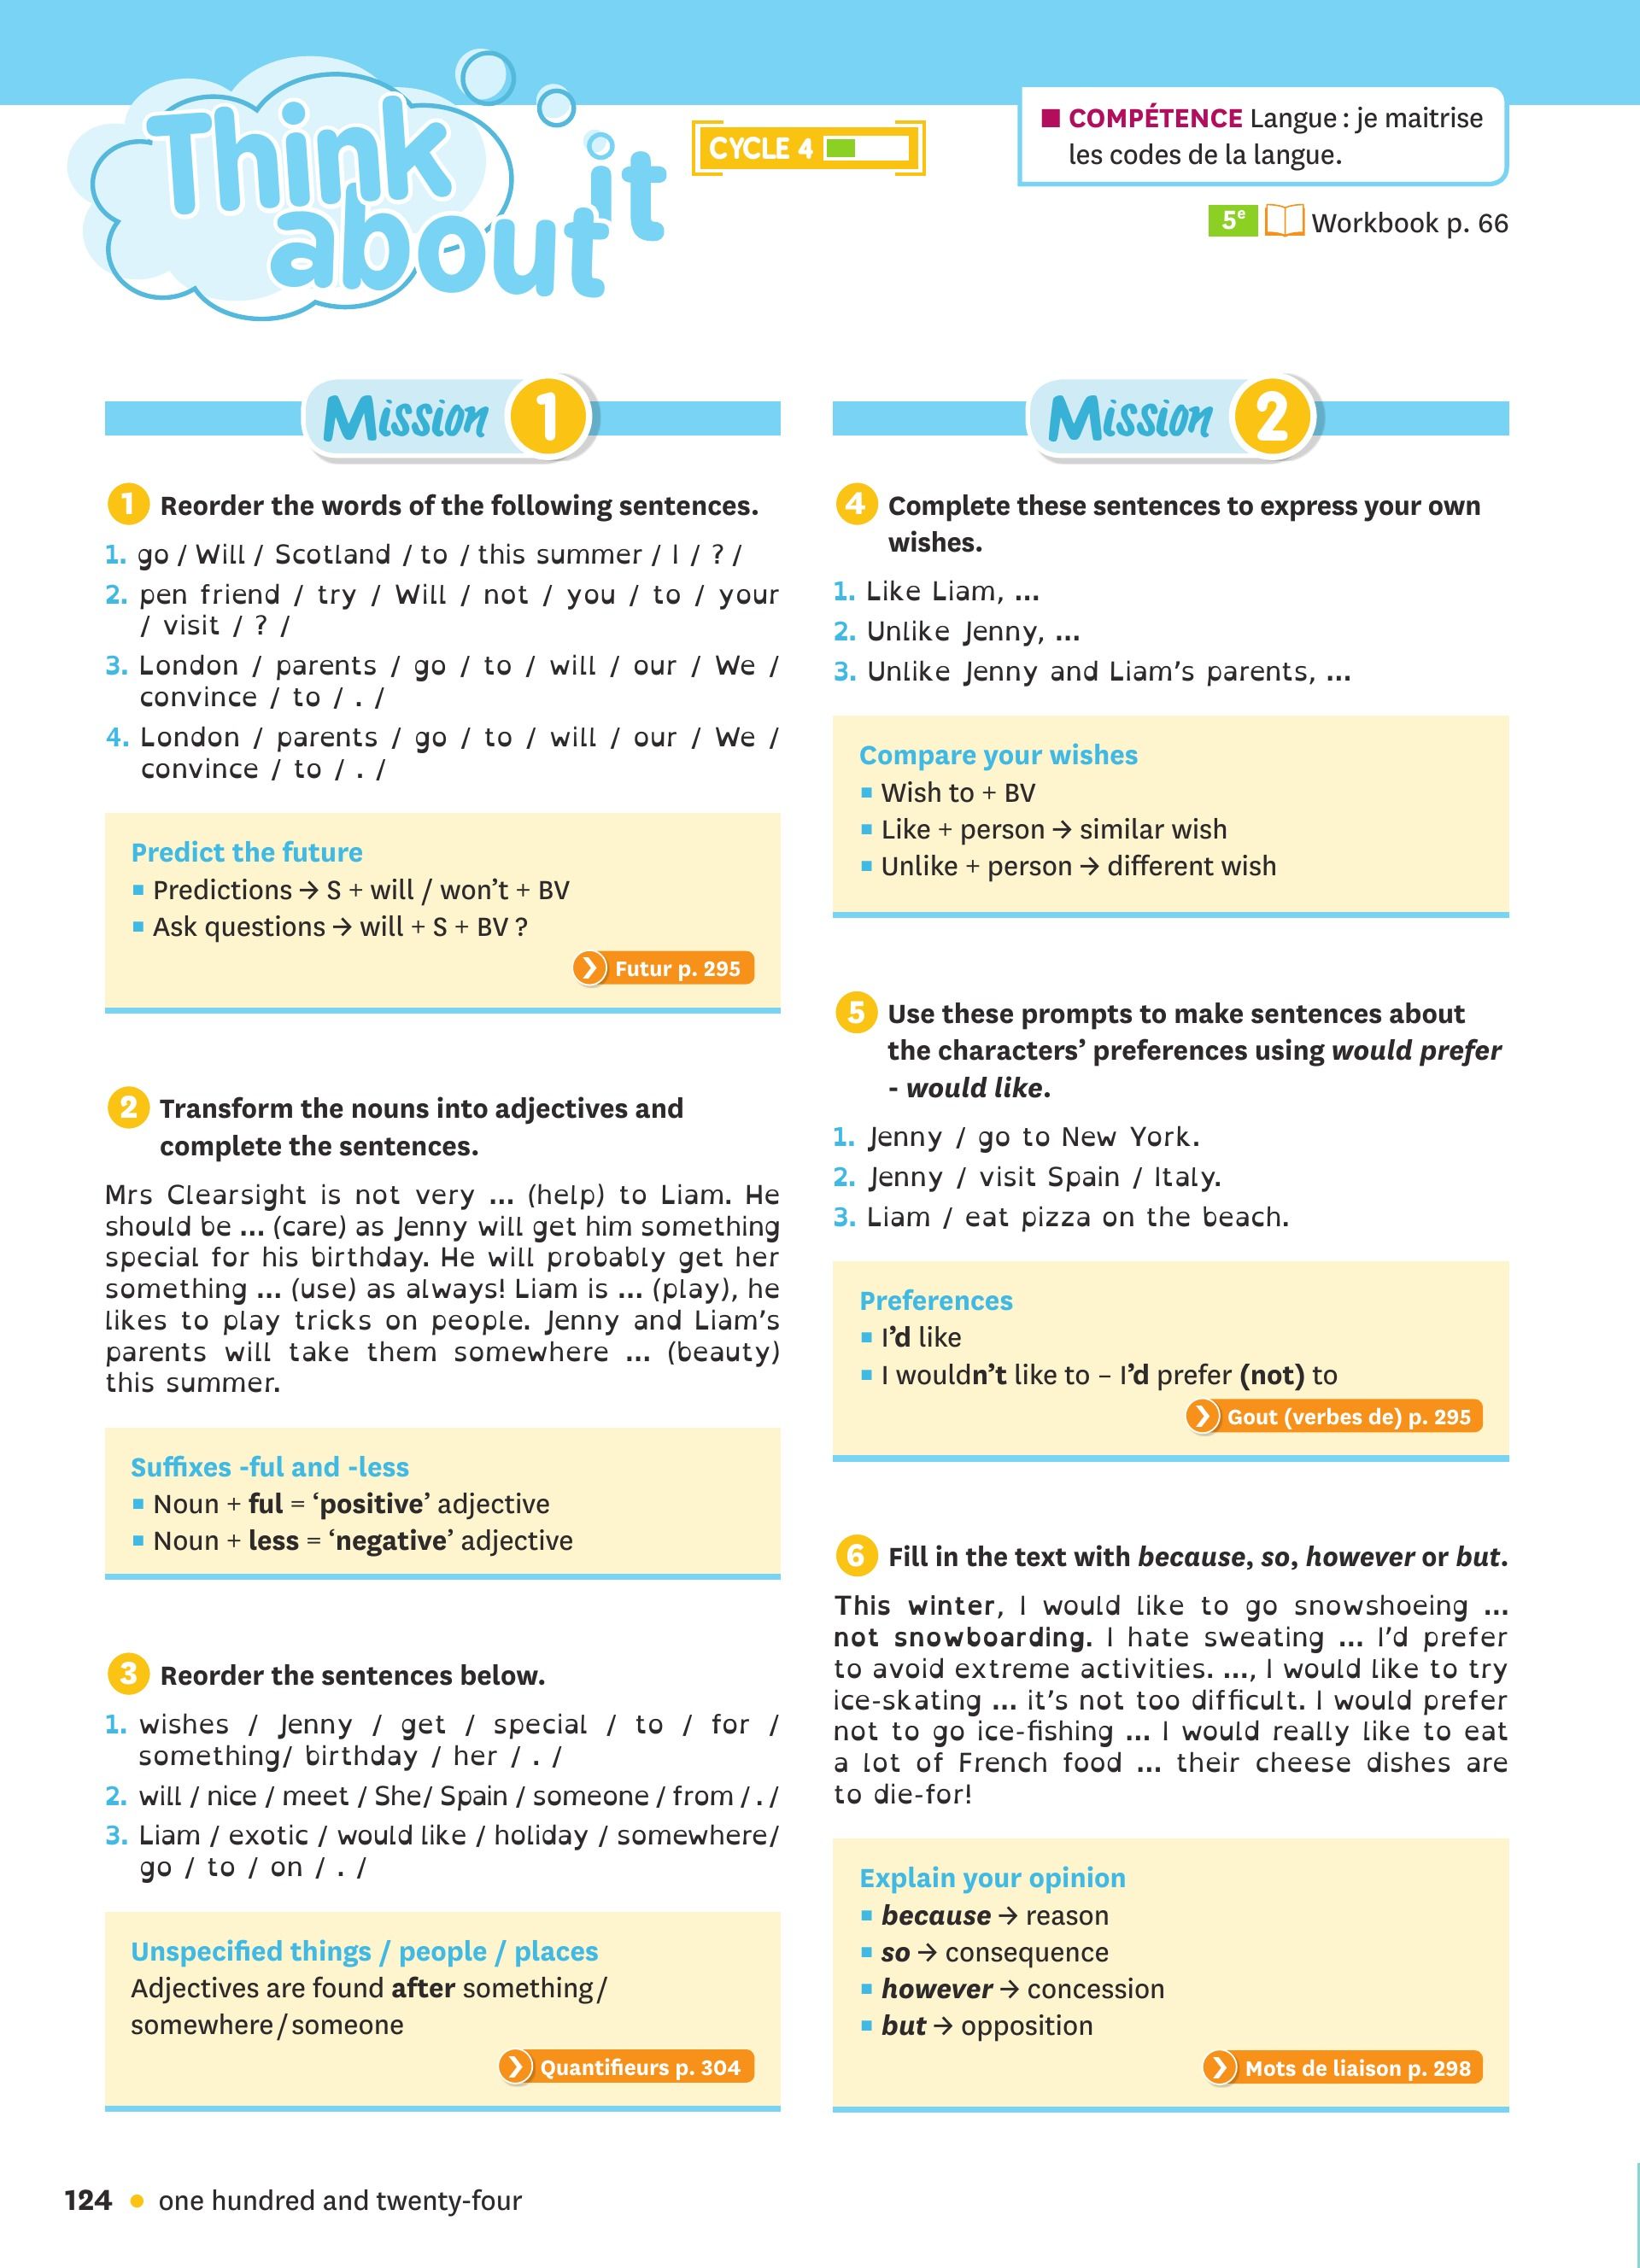 Think
about it
CYCLE 4
COMPÉTENCE Langue : je maitrise
les codes de la langue.
5e Workbook p. 66
Mission 1
1 Reorder the words of the following sentences.
1. go / Will / Scotland / to / this summer / I / ? /
2. pen friend / try / Will / not / you / to / your
/ visit / ? /
3. London / parents / go / to / will / our / We /
convince / to / . /
4. London / parents / go / to / will / our / We /
convince / to / . /
Predict the future
Predictions → S + will / won’t + BV
Ask questions → will + S + BV ?
Futur p. 295
2 Transform the nouns into adjectives and
complete the sentences.
Mrs Clearsight is not very ... (help) to Liam. He
should be ... (care) as Jenny will get him something
special for his birthday. He will probably get her
something ... (use) as always! Liam is ... (play), he
likes to play tricks on people. Jenny and Liam’s
parents will take them somewhere ... (beauty)
this summer.
Suffixes -ful and -less
Noun + ful = ‘positive’ adjective
Noun + less = ‘negative’ adjective
3 Reorder the sentences below.
1. wishes / Jenny / get / special / to / for /
something/ birthday / her / . /
2. will / nice / meet / She/ Spain / someone / from / . /
3. Liam / exotic / would like / holiday / somewhere/
go / to / on / . /
Unspecified things / people / places
Adjectives are found after something /
somewhere / someone
Quantifieurs p. 304
Mission 2
4 Complete these sentences to express your own
wishes.
1. Like Liam, ...
2. Unlike Jenny, ...
3. Unlike Jenny and Liam’s parents, ...
Compare your wishes
Wish to + BV
Like + person → similar wish
Unlike + person → different wish
5 Use these prompts to make sentences about
the characters’ preferences using would prefer
- would like.
1. Jenny / go to New York.
2. Jenny / visit Spain / Italy.
3. Liam / eat pizza on the beach.
Preferences
I’d like
I wouldn’t like to – I’d prefer (not) to
Gout (verbes de) p. 295
6 Fill in the text with because, so, however or but.
This winter, I would like to go snowshoeing ...
not snowboarding. I hate sweating ... I’d prefer
to avoid extreme activities. ..., I would like to try
ice-skating ... it’s not too difficult. I would prefer
not to go ice-fishing ... I would really like to eat
a lot of French food ... their cheese dishes are
to die-for!
Explain your opinion
because → reason
so → consequence
however → concession
but → opposition
Mots de liaison p. 298
124 • one hundred and twenty-four